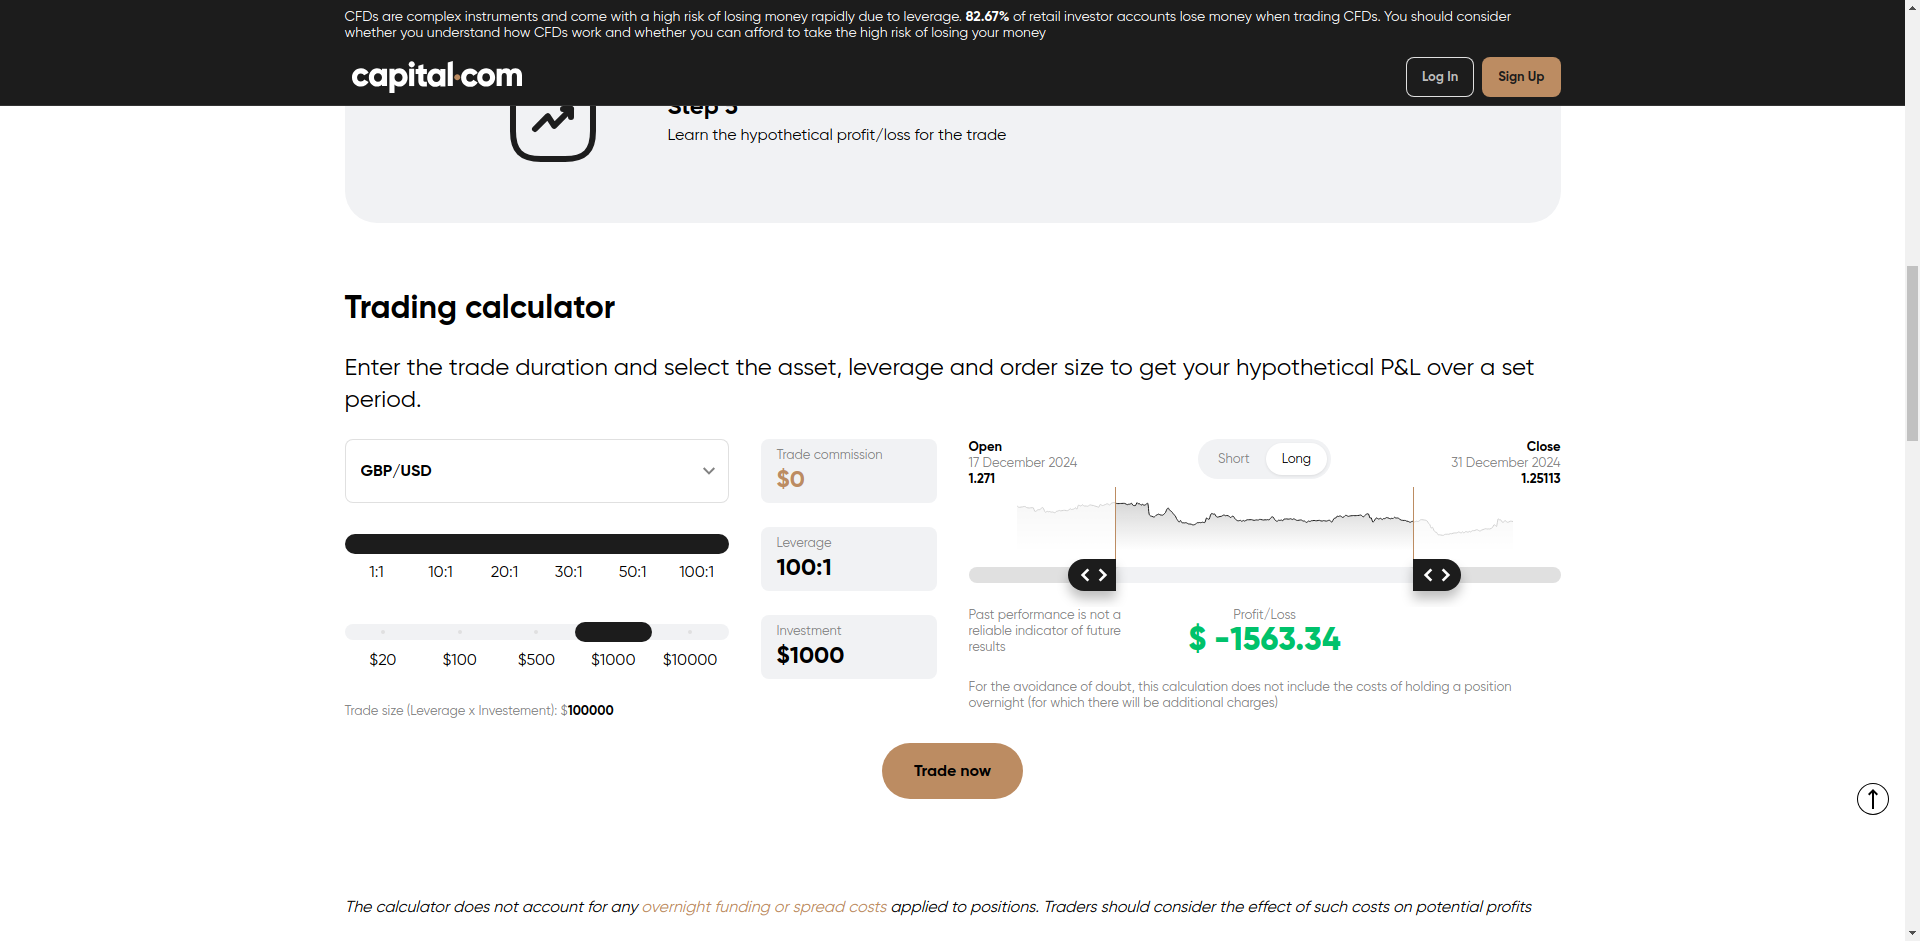 CFDs are complex instruments and come with a high risk of losing money rapidly due to leverage. 82.67% of retail investor accounts lose money when trading CFDs. You should consider
whether you understand how CFDs work and whether you can afford to take the high risk of losing your money
capital.com
Log In
Sign Up
Step 3
Learn the hypothetical profit/loss for the trade
Trading calculator
Enter the trade duration and select the asset, leverage and order size to get your hypothetical P&L over a set
period.
GBP/USD
1:1 10:1 20:1 30:1 50:1 100:1
$20 $100 $500 $1000 $10000
Trade size (Leverage x Investement): $100000
Trade commission
$0
Leverage
100:1
Investment
$1000
Open
17 December 2024
1.271
Short Long
Close
31 December 2024
1.25113
Past performance is not a
reliable indicator of future
results
Profit/Loss
$ -1563.34
For the avoidance of doubt, this calculation does not include the costs of holding a position
overnight (for which there will be additional charges)
Trade now
The calculator does not account for any overnight funding or spread costs applied to positions. Traders should consider the effect of such costs on potential profits